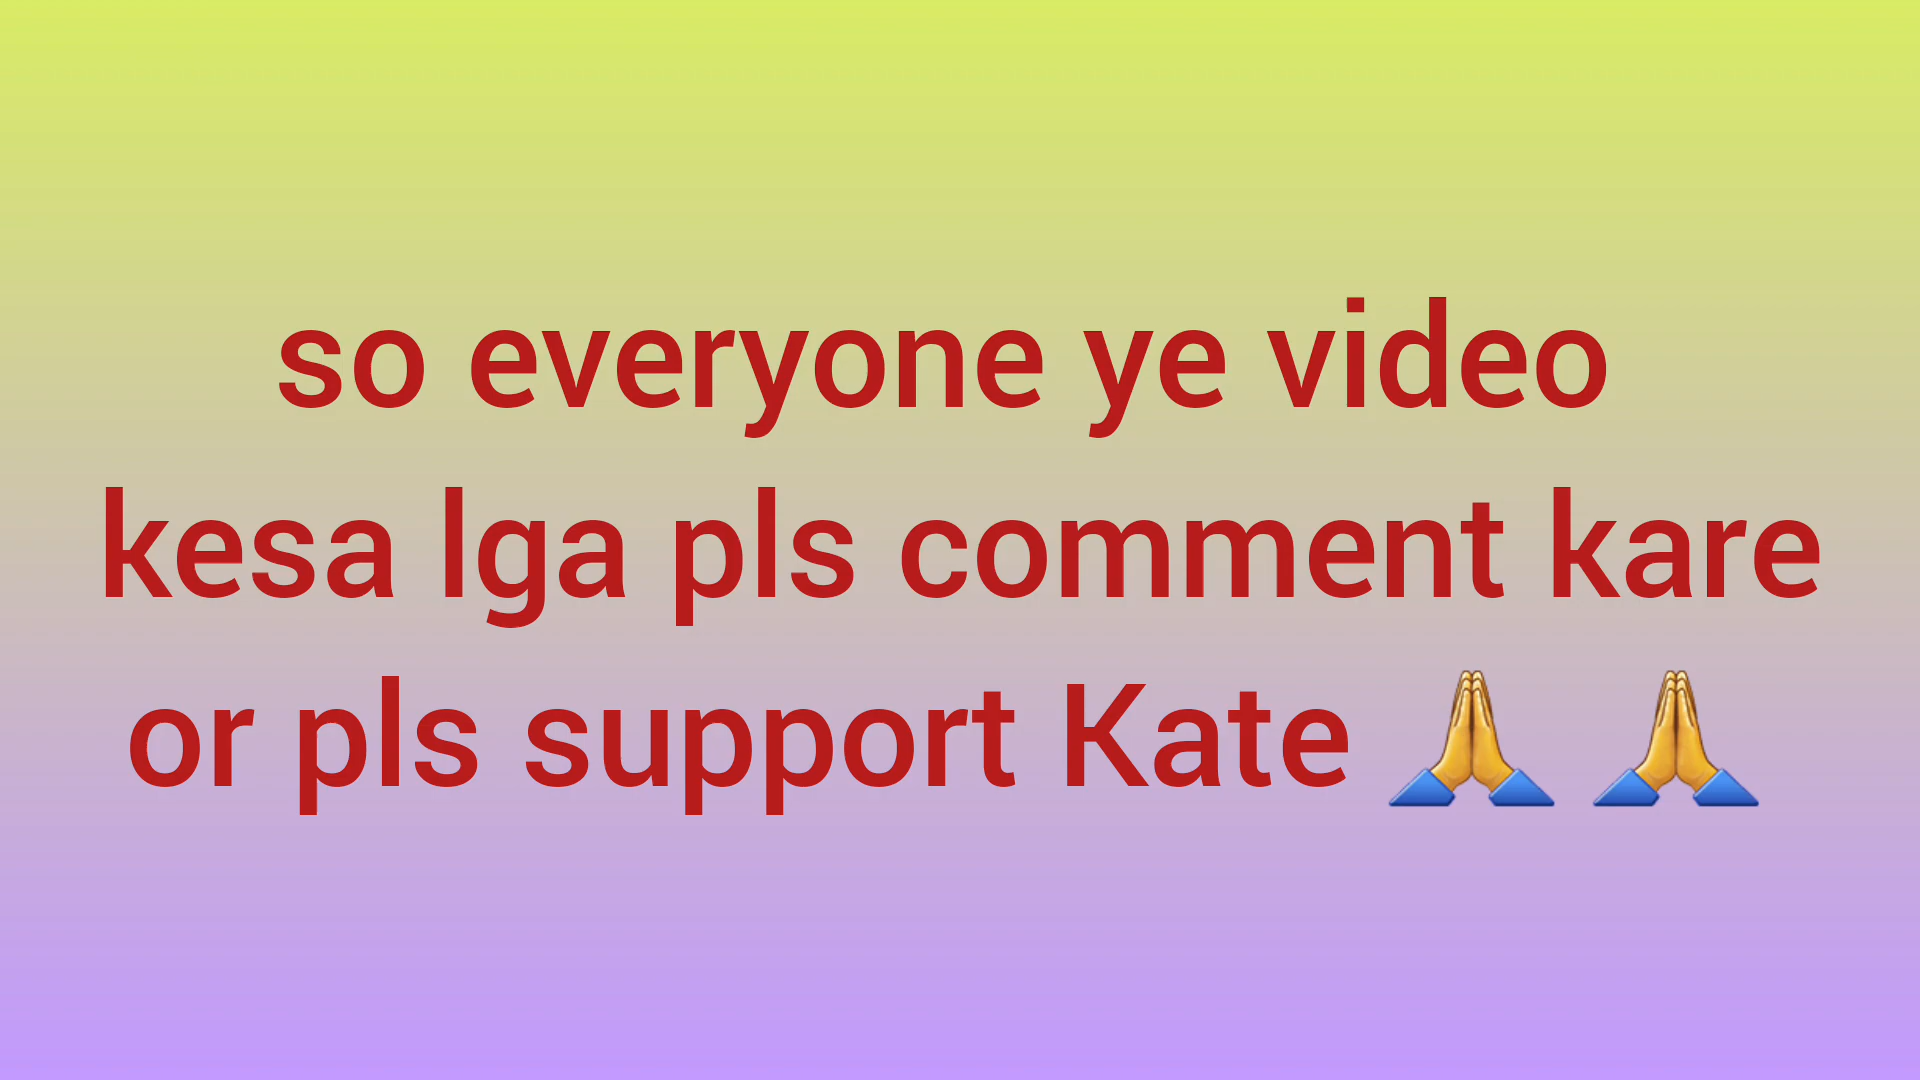 so everyone ye video
kesa lga pls comment kare
or pls support Kate 🙏 🙏